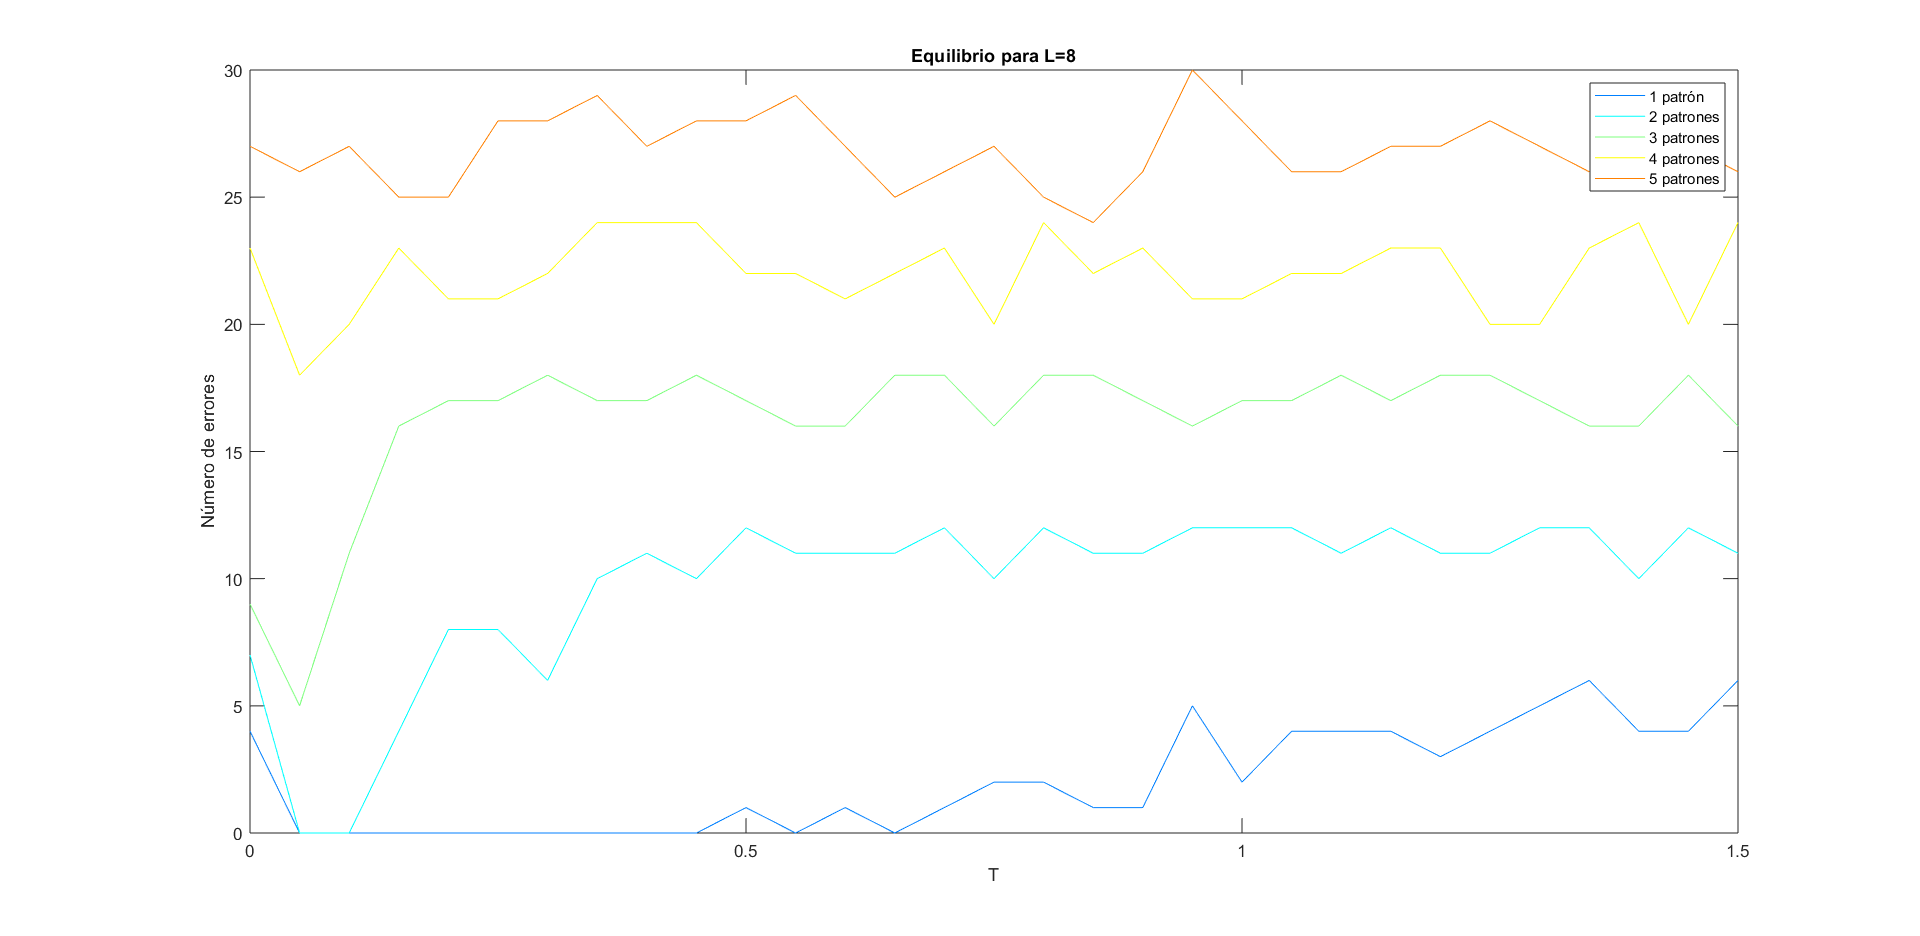 Equilibrio para L=8
30
25
20
15
10
5
0
Número de errores
0
0.5
1
1.5
T
1 patrón
2 patrones
3 patrones
4 patrones
5 patrones